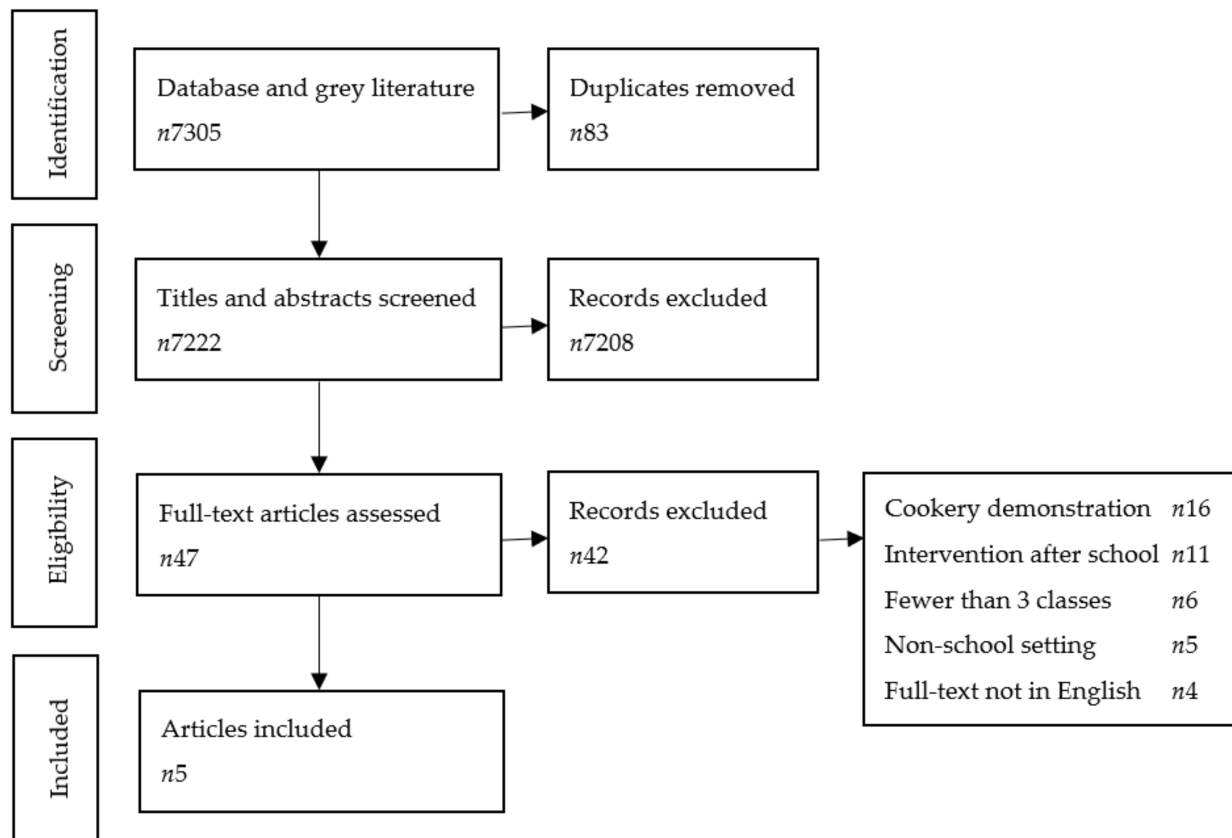 Identification
Database and grey literature
n7305
Duplicates removed
n83
Screening
Titles and abstracts screened
n7222
Records excluded
n7208
Eligibility
Full-text articles assessed
n47
Records excluded
n42
Cookery demonstration n16
Intervention after school n11
Fewer than 3 classes n6
Non-school setting n5
Full-text not in English n4
Included
Articles included
n5